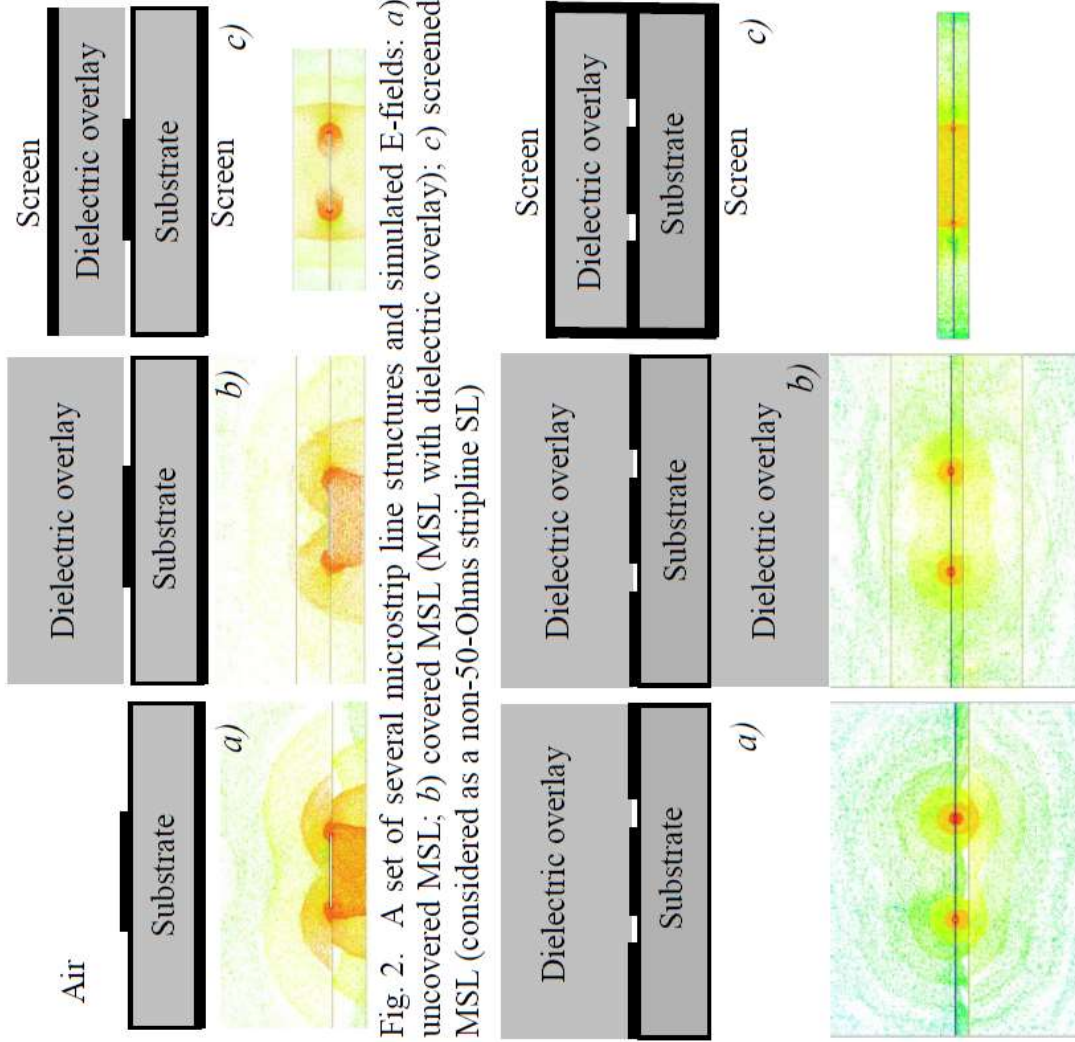 Air
Substrate
a)
Dielectric overlay
Substrate
b)
Screen
Dielectric overlay
Substrate
Screen
c)
Fig. 2. A set of several microstrip line structures and simulated E-fields: a)
uncovered MSL; b) covered MSL (MSL with dielectric overlay); c) screened
MSL (considered as a non-50-Ohms stripline SL)
Dielectric overlay
Substrate
a)
Dielectric overlay
Substrate
Dielectric overlay
b)
Screen
Dielectric overlay
Substrate
Screen
c)